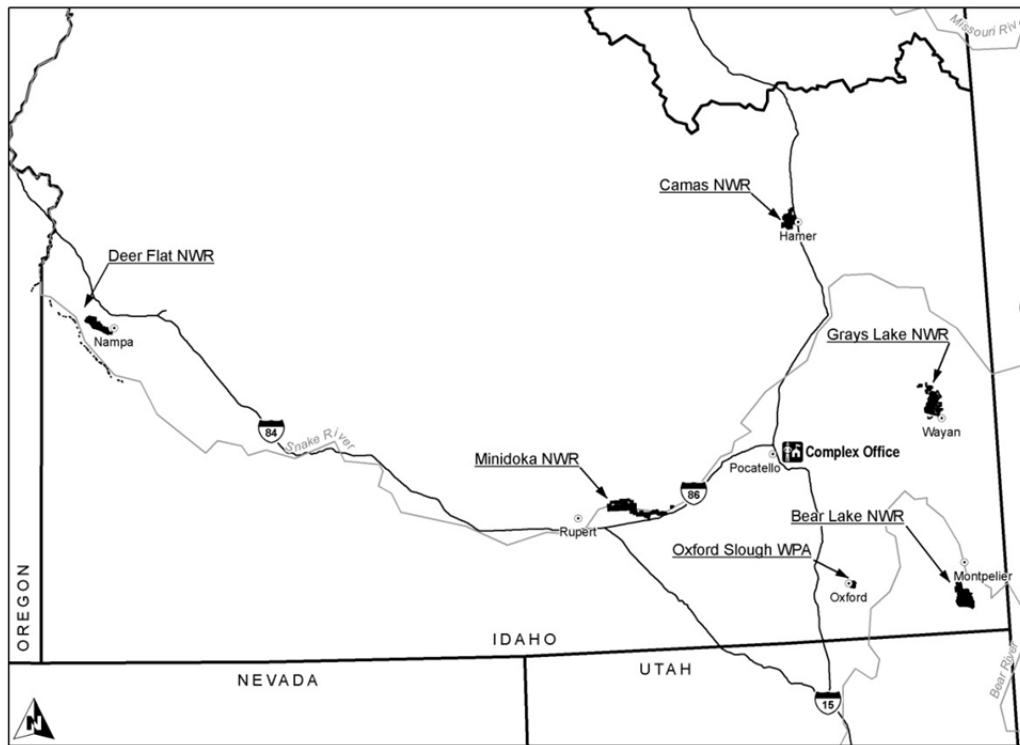 Missouri Riv
Camas NWR
Hamer
Deer Flat NWR
Nampa
Grays Lake NWR
Wayan
84
Snake River
Minidoka NWR
Pocatello
Complex Office
86
Rupert
Bear Lake NWR
Oxford Slough WPA
Montpelier
Oxford
OREGON
IDAHO
UTAH
NEVADA
Bear River
15
N